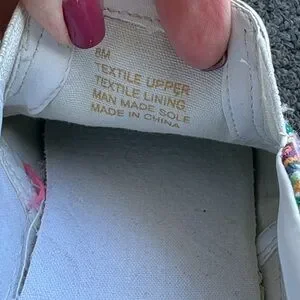 8M
TEXTILE UPPER
TEXTILE LINING
MAN MADE SOLE
MADE IN CHINA